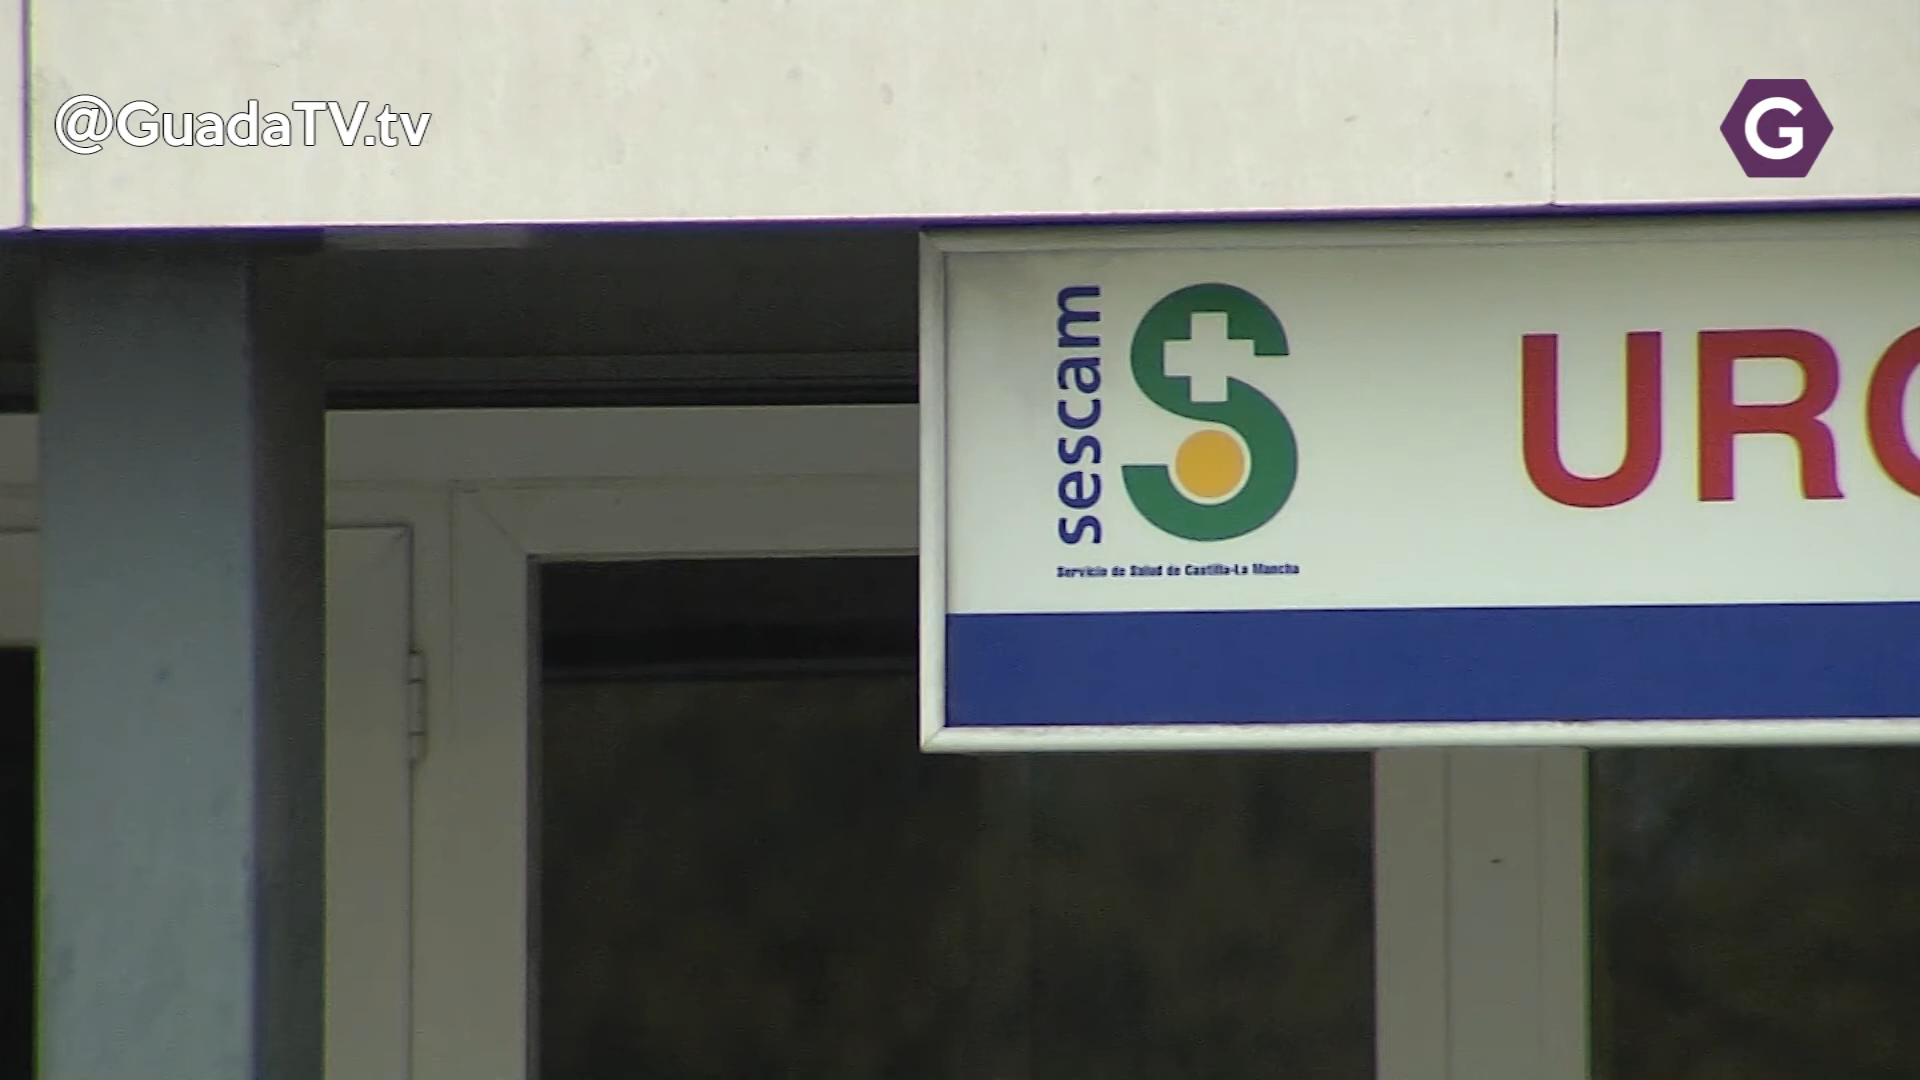 @GuadaTV.tv
G
sescam
Servicio de Salud de Castilla-La Mancha
URG